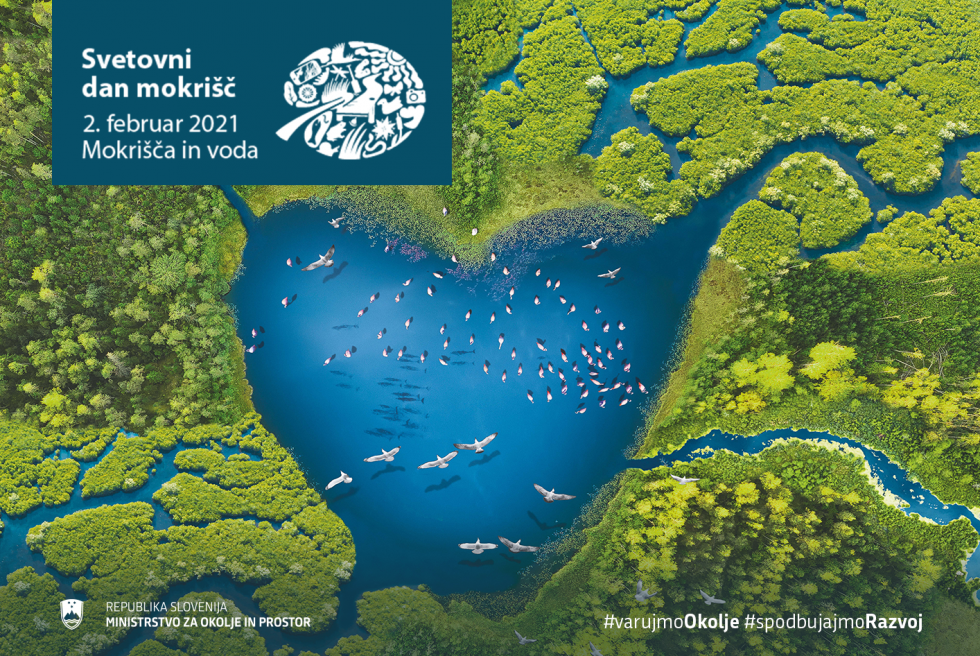 Svetovni
dan mokrišč
2. februar 2021
Mokrišča in voda
REPUBLIKA SLOVENIJA
MINISTRSTVO ZA OKOLJE IN PROSTOR
#varujmoOkolje #spodbujajmoRazvoj